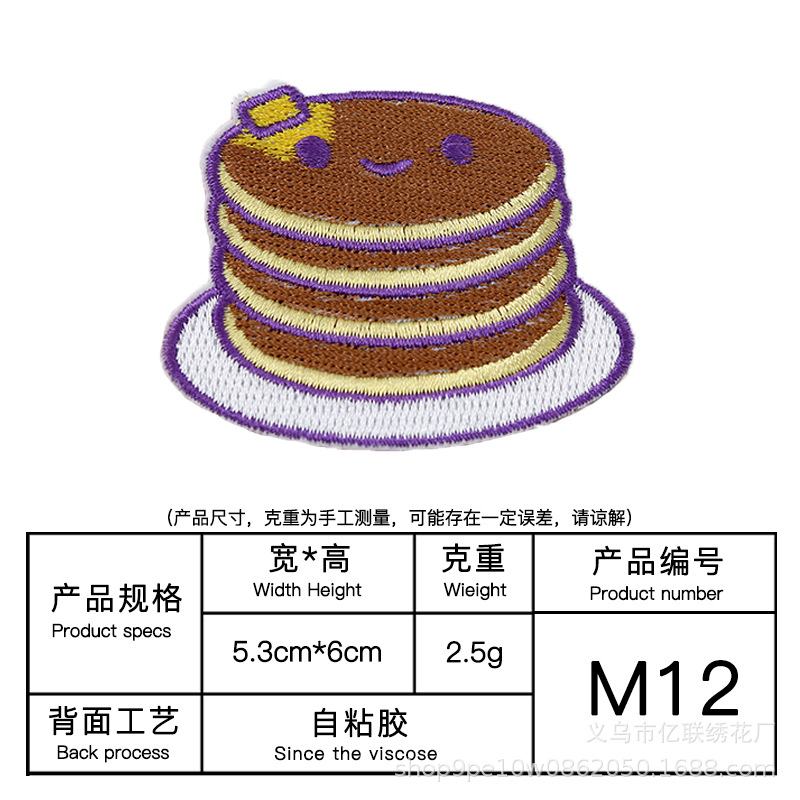 (产品尺寸，克重为手工测量，可能存在一定误差，请谅解)
产品规格
Product specs
宽*高
Width Height
克重
Wieight
产品编号
Product number
5.3cm*6cm
2.5g
M12
背面工艺
Back process
自粘胶
Since the viscose
义乌市亿联绣花厂
shop9pe10w0862050.1688.com